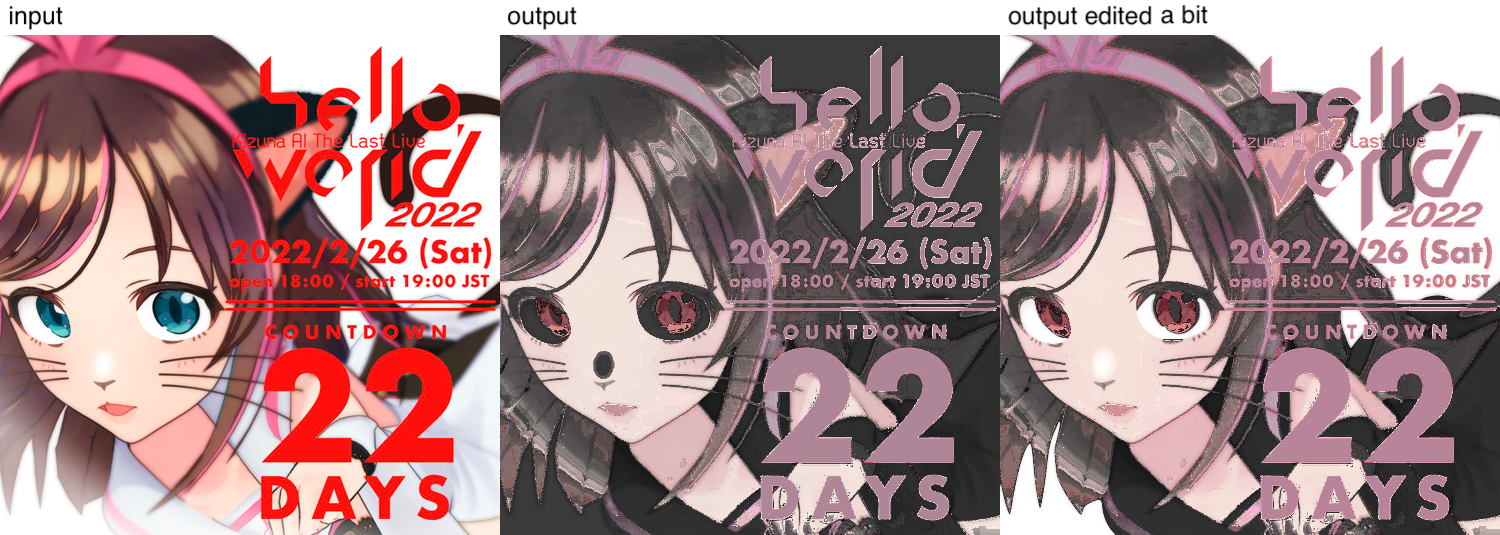 input
hello,
Kizuna AI The Last Live
world
2022
2022/2/26 (Sat)
open 18:00 / start 19:00 JST
COUNTDOWN
22
DAYS
output
hello,
Kizuna AI The Last Live
world
2022
2022/2/26 (Sat)
open 18:00 / start 19:00 JST
COUNTDOWN
22
DAYS
output edited a bit
hello,
Kizuna AI The Last Live
world
2022
2022/2/26 (Sat)
open 18:00 / start 19:00 JST
COUNTDOWN
22
DAYS